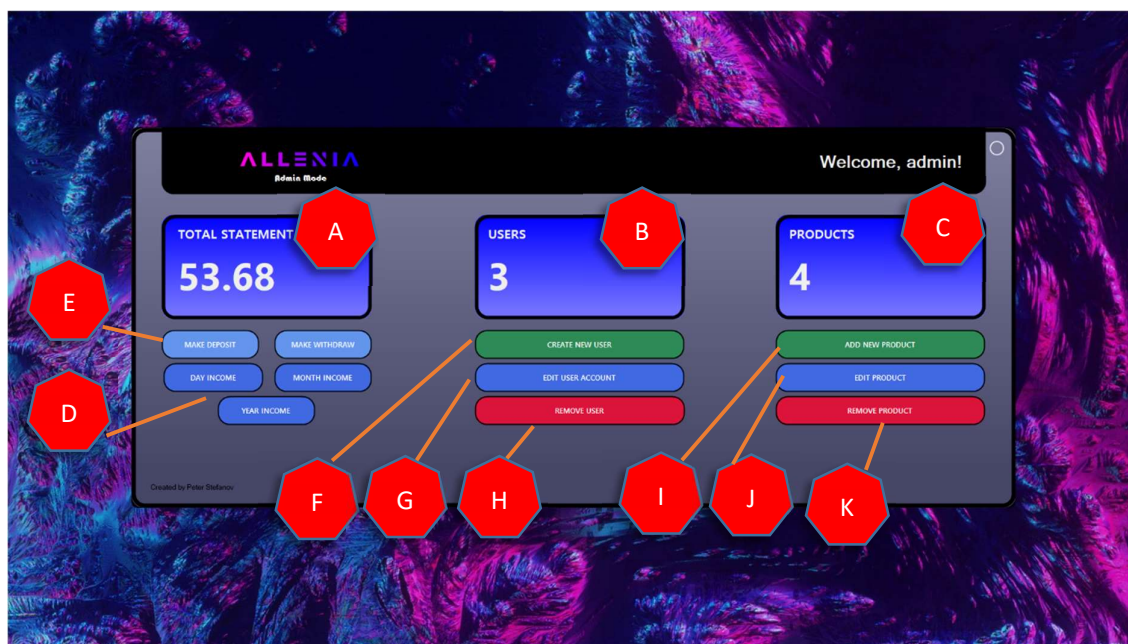 ALLENIA
Admin Mode
Welcome, admin!
A
B
C
TOTAL STATEMENT
USERS
PRODUCTS
53.68
3
4
E
MAKE DEPOSIT
MAKE WITHDRAW
CREATE NEW USER
ADD NEW PRODUCT
DAY INCOME
MONTH INCOME
EDIT USER ACCOUNT
EDIT PRODUCT
D
YEAR INCOME
REMOVE USER
REMOVE PRODUCT
Created by Peter Stefanov
F
G
H
I
J
K